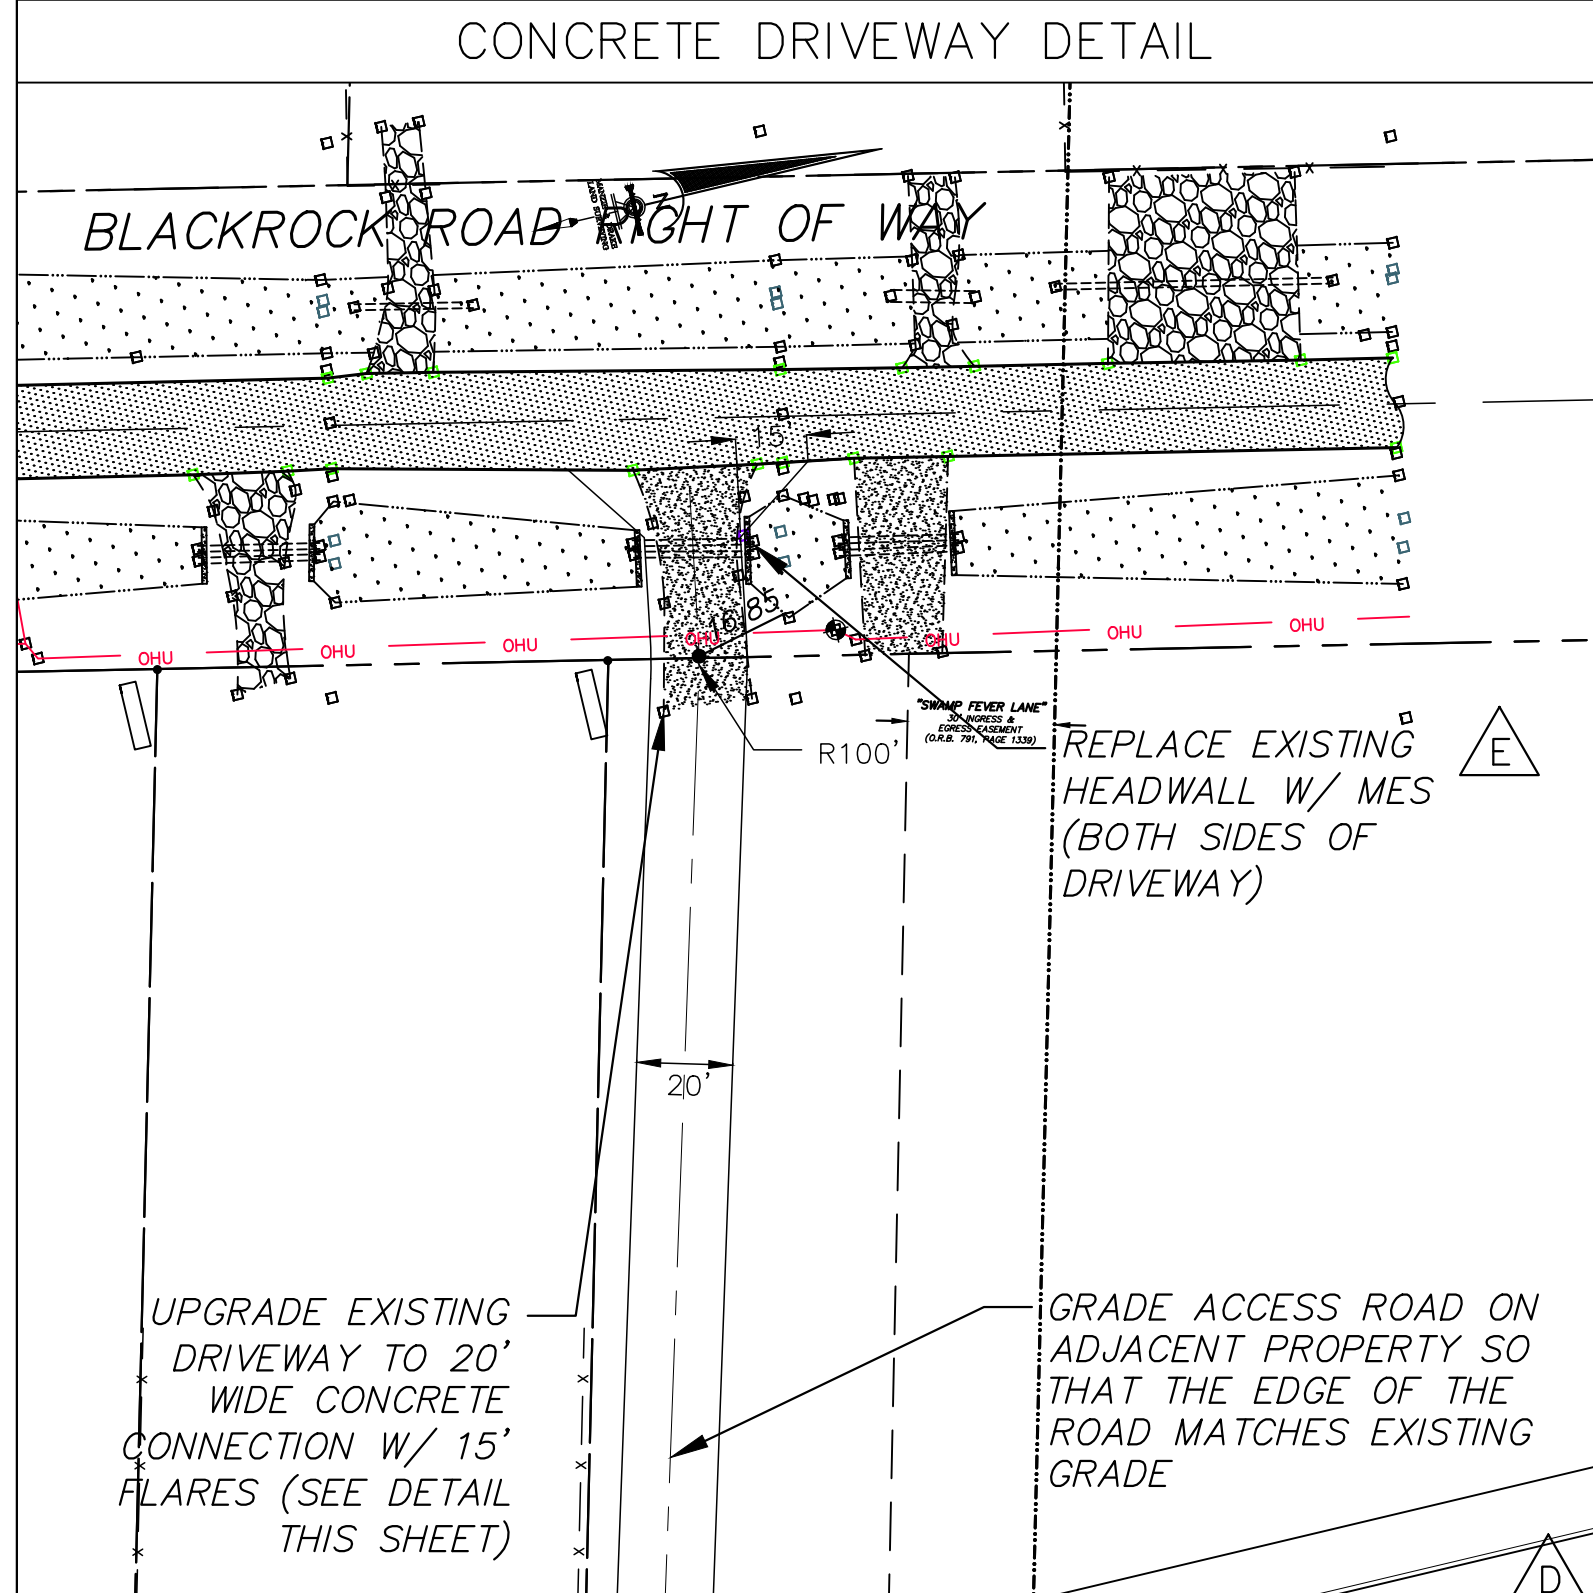 CONCRETE DRIVEWAY DETAIL
BLACKROCK ROAD RIGHT OF WAY
N
15'
16.85
OHU OHU OHU OHU OHU OHU OHU
"SWAMP FEVER LANE"
30' INGRESS &
EGRESS EASEMENT
(O.R.B. 791, PAGE 1339)
R100'
REPLACE EXISTING
HEADWALL W/ MES
(BOTH SIDES OF
DRIVEWAY)
E
20'
UPGRADE EXISTING
DRIVEWAY TO 20'
WIDE CONCRETE
CONNECTION W/ 15'
FLARES (SEE DETAIL
THIS SHEET)
GRADE ACCESS ROAD ON
ADJACENT PROPERTY SO
THAT THE EDGE OF THE
ROAD MATCHES EXISTING
GRADE
D